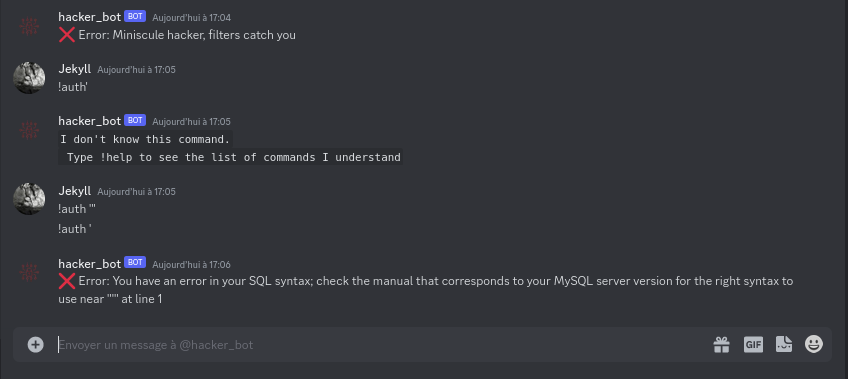 hacker_bot BOT Aujourd'hui à 17:04
❌ Error: Miniscule hacker, filters catch you
Jekyll Aujourd'hui à 17:05
!auth'
hacker_bot BOT Aujourd'hui à 17:05
I don't know this command.
Type !help to see the list of commands I understand
Jekyll Aujourd'hui à 17:05
!auth '"
!auth '
hacker_bot BOT Aujourd'hui à 17:06
❌ Error: You have an error in your SQL syntax; check the manual that corresponds to your MySQL server version for the right syntax to
use near '"'" at line 1
Envoyer un message à @hacker_bot
GIF